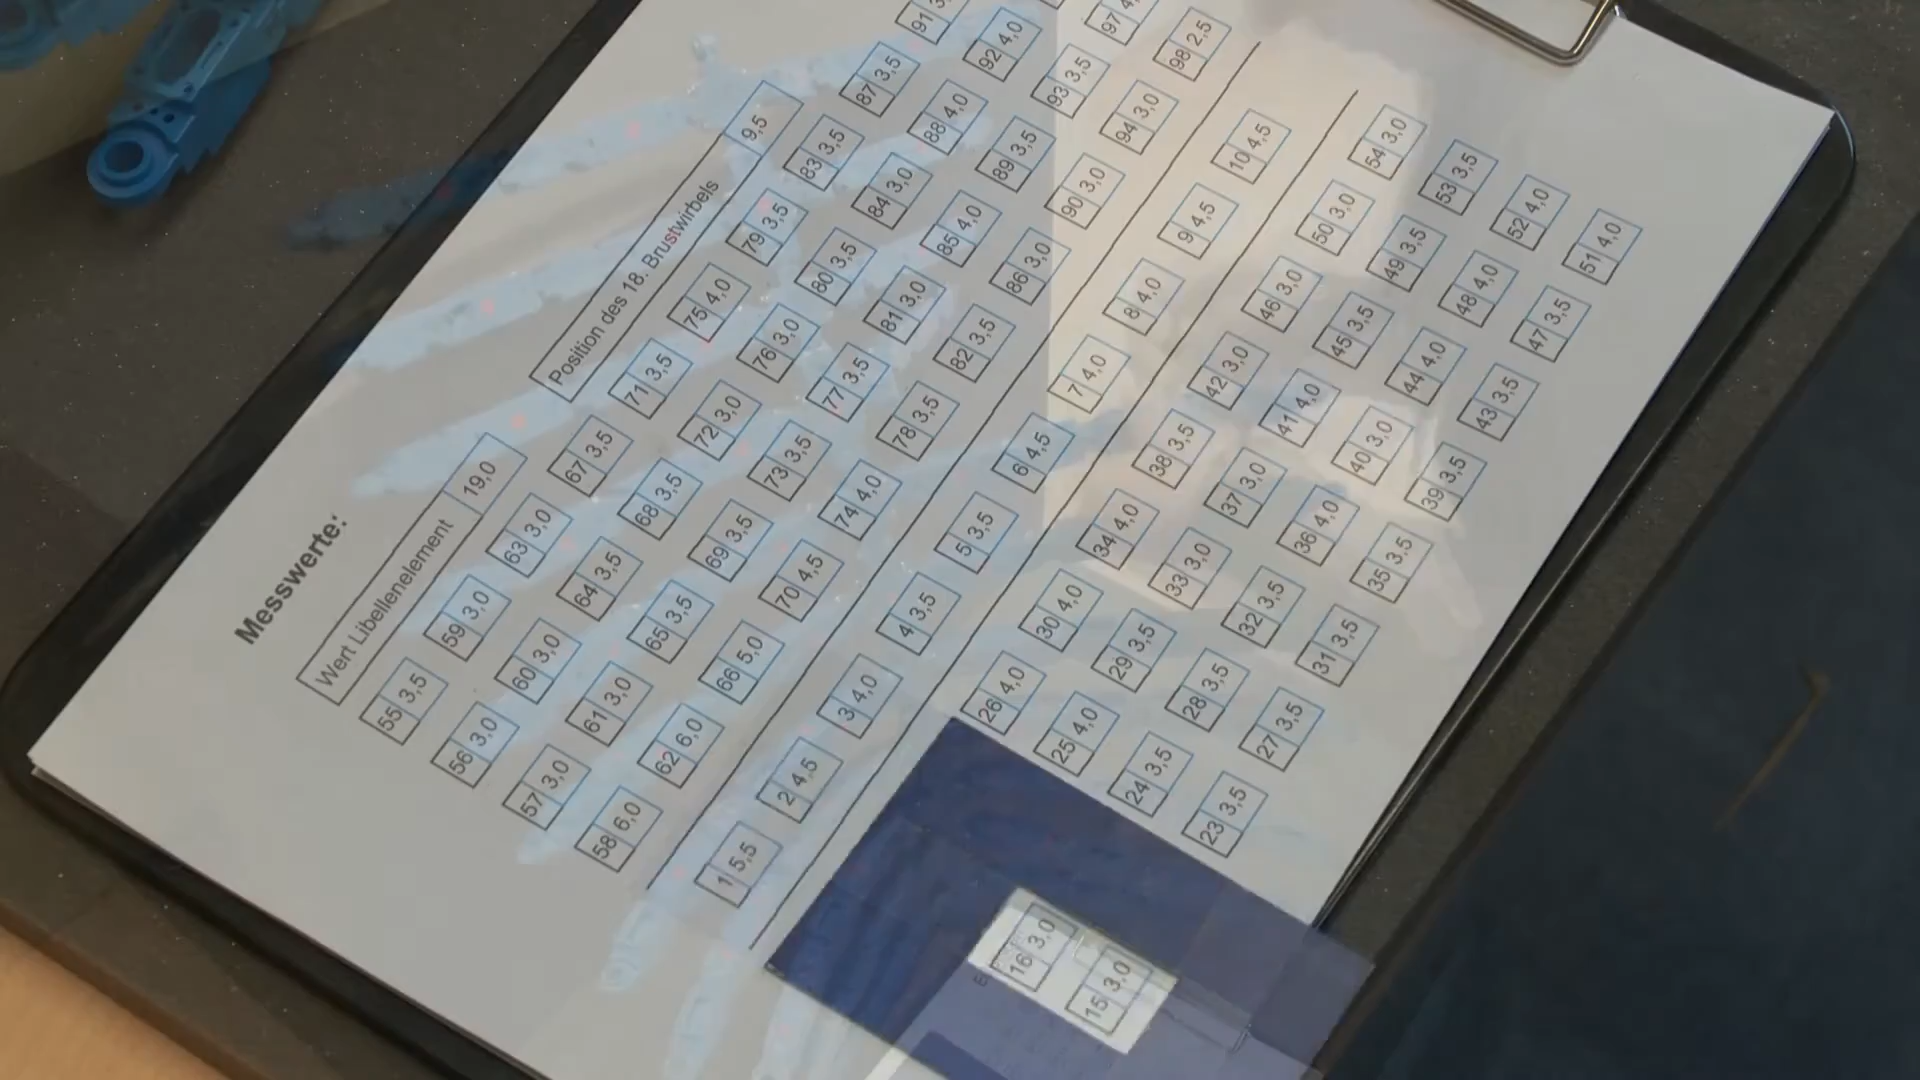 Messwerte:
Wert Libellenelement 19,0 Position des 18. Brustwirbels 9,5
55 3,5 59 3,0 63 3,0 67 3,5 71 3,5 75 4,0 79 3,5 83 3,5 87 3,5 91
56 3,0 60 3,0 64 3,5 68 3,5 72 3,0 76 3,0 80 3,5 84 3,0 88 4,0 92 4,0
57 3,0 61 3,0 65 3,5 69 3,5 73 3,5 77 3,5 81 3,0 85 4,0 89 3,5 93 3,5 97
58 6,0 62 6,0 66 5,0 70 4,5 74 4,0 78 3,5 82 3,5 86 3,0 90 3,0 94 3,0 98 2,5
1 5,5 2 4,5 3 4,0 4 3,5 5 3,5 6 4,5 7 4,0 8 4,0 9 4,5 10 4,5
26 4,0 30 4,0 34 4,0 38 3,5 42 3,0 46 3,0 50 3,0 54 3,0
25 4,0 29 3,5 33 3,0 37 3,0 41 4,0 45 3,5 49 3,5 53 3,5
24 3,5 28 3,5 32 3,5 36 4,0 40 3,0 44 4,0 48 4,0 52 4,0
23 3,5 27 3,5 31 3,5 35 3,5 39 3,5 43 3,5 47 3,5 51 4,0
16 3,0
15 3,0